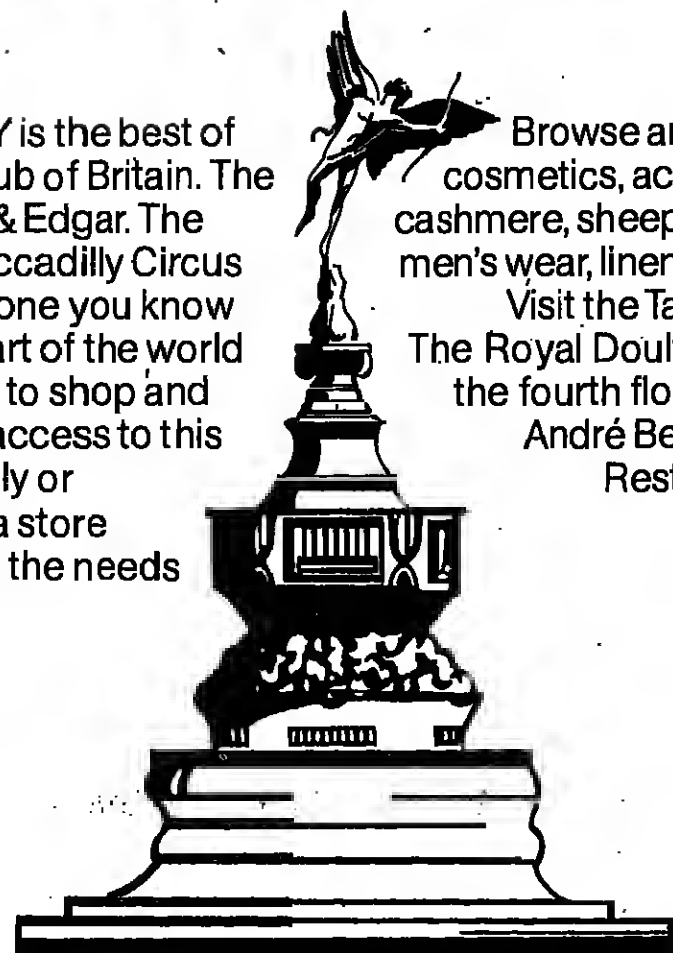 Y is the best of
ub of Britain. The
& Edgar. The
ccadilly Circus
one you know
art of the world
to shop and
access to this
ly or
a store
the needs
Browse an
cosmetics, ac
cashmere, sheep
men's wear, linen
Visit the Ta
The Royal Doult
the fourth flo
André Be
Rest